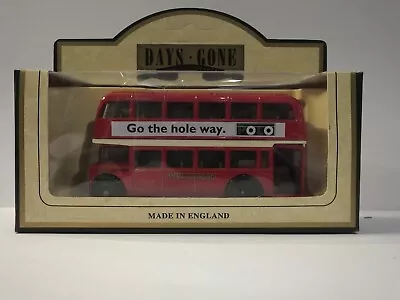 DAYS · GONE
Go the hole way.
MADE IN ENGLAND